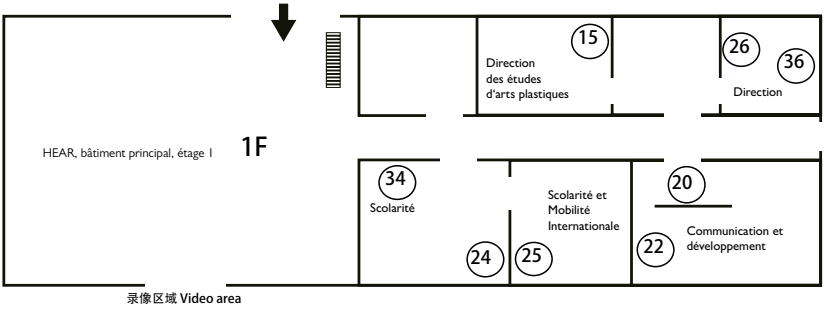 15
26
36
Direction
des études
d'arts plastiques
Direction
HEAR, bâtiment principal, étage 1
1F
34
Scolarité
20
Scolarité et
Mobilité
Internationale
Communication et
développement
24
25
22
录像区域 Video area